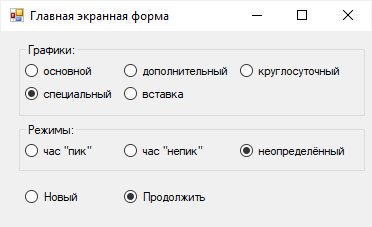 Главная экранная форма
Графики:
основной дополнительный круглосуточный
специальный вставка
Режимы:
час "пик" час "непик" неопределённый
Новый Продолжить